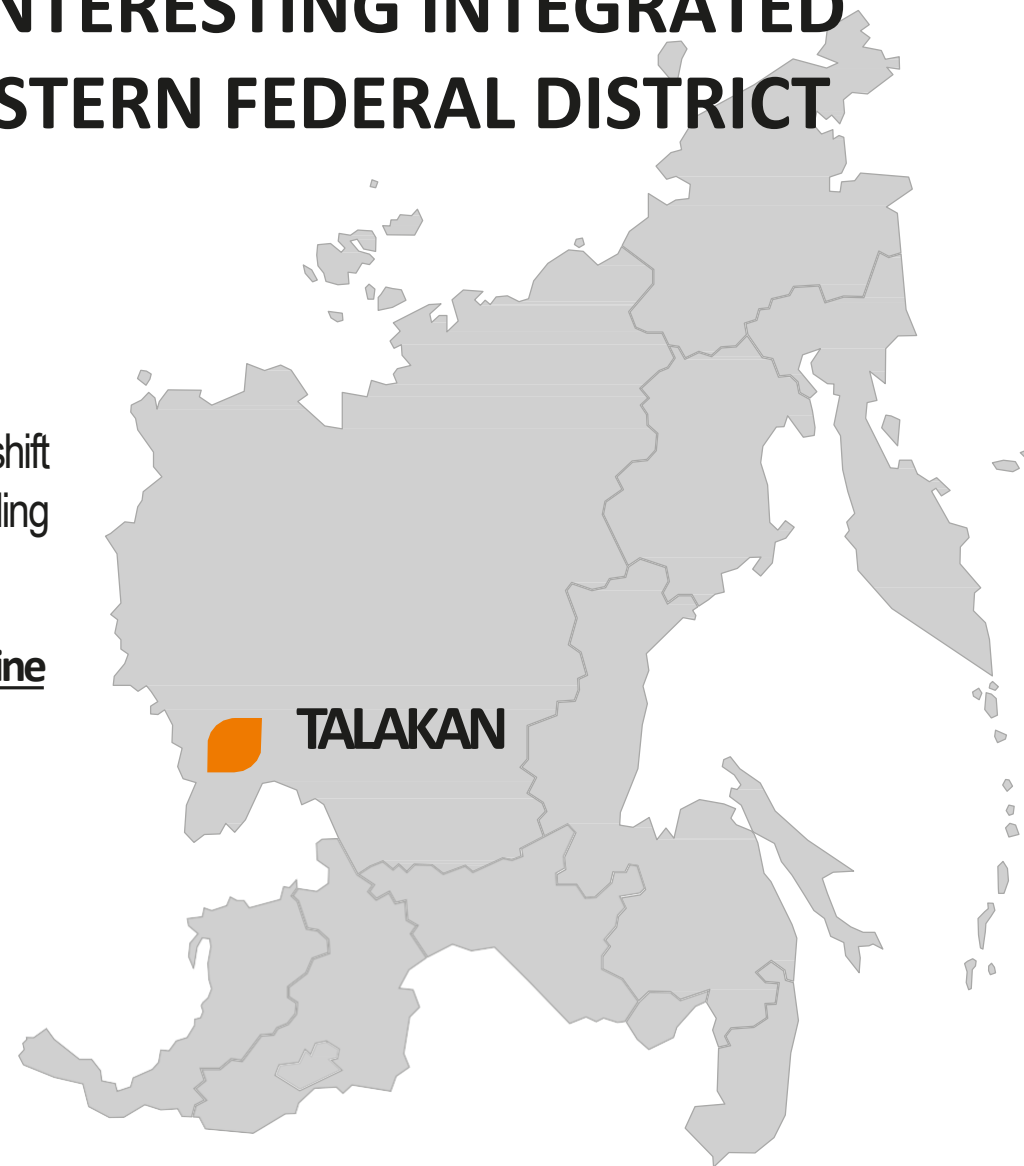 NTERESTING INTEGRATED
STERN FEDERAL DISTRICT
shift
ling
ine
TALAKAN